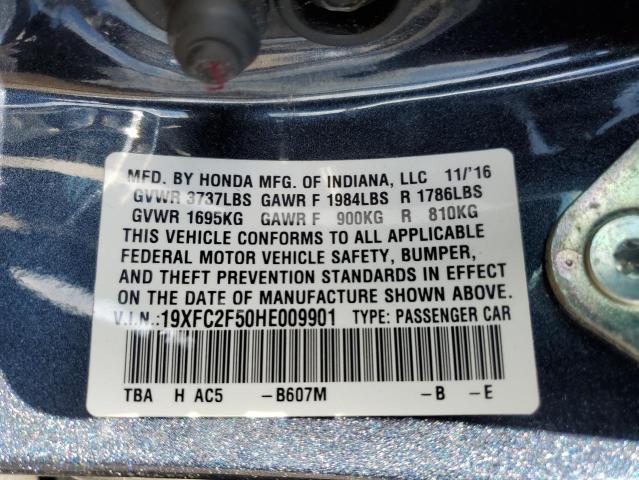 MFD. BY HONDA MFG. OF INDIANA, LLC 11/'16
GVWR 3737LBS GAWR F 1984LBS R 1786LBS
GVWR 1695KG GAWR F 900KG R 810KG
THIS VEHICLE CONFORMS TO ALL APPLICABLE
FEDERAL MOTOR VEHICLE SAFETY, BUMPER,
AND THEFT PREVENTION STANDARDS IN EFFECT
ON THE DATE OF MANUFACTURE SHOWN ABOVE.
V.I.N.:19XFC2F50HE009901 TYPE: PASSENGER CAR
TBA H AC5 -B607M -B -E